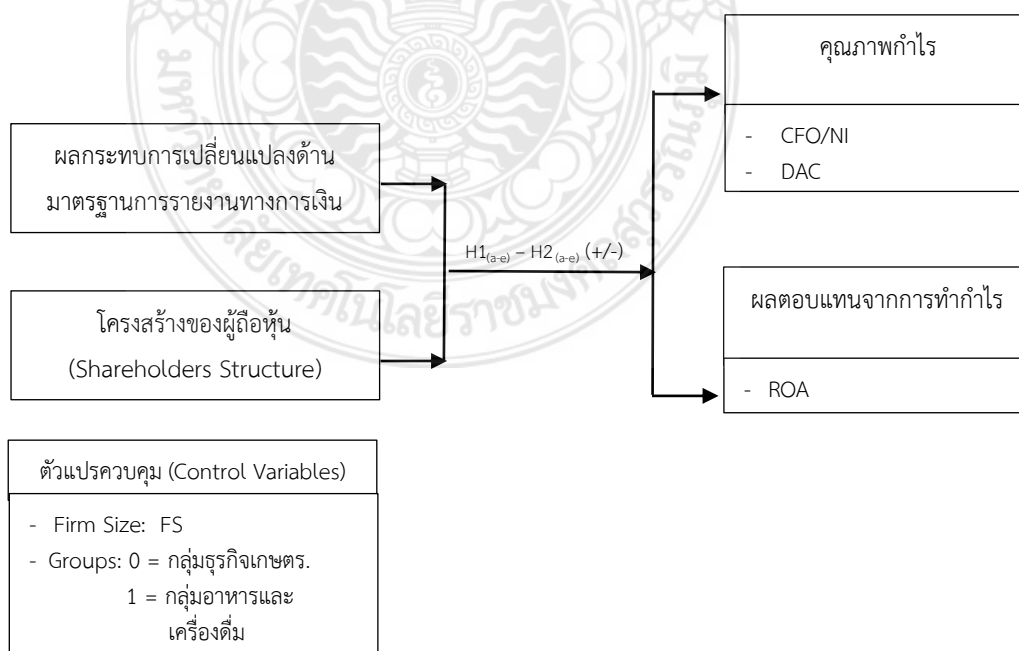 คุณภาพกำไร
- CFO/NI
- DAC
ผลกระทบการเปลี่ยนแปลงด้าน
มาตรฐานการรายงานทางการเงิน
H1(a-e) – H2 (a-e) (+/-)
โครงสร้างของผู้ถือหุ้น
(Shareholders Structure)
ผลตอบแทนจากการทำกำไร
- ROA
ตัวแปรควบคุม (Control Variables)
- Firm Size: FS
- Groups: 0 = กลุ่มธุรกิจเกษตร.
1 = กลุ่มอาหารและ
เครื่องดื่ม